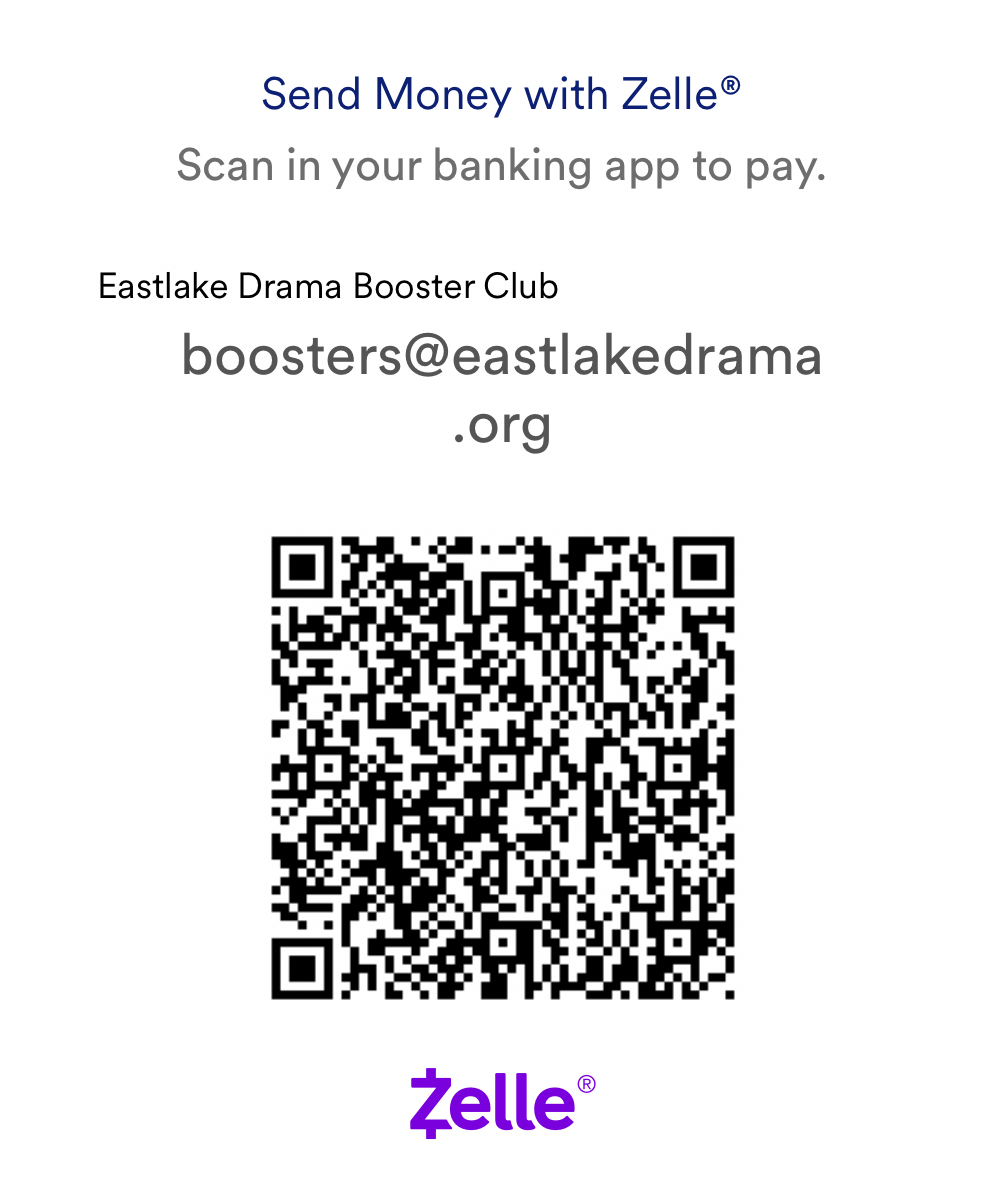 Send Money with Zelle®
Scan in your banking app to pay.
Eastlake Drama Booster Club
boosters@eastlakedrama
.org
Zelle®